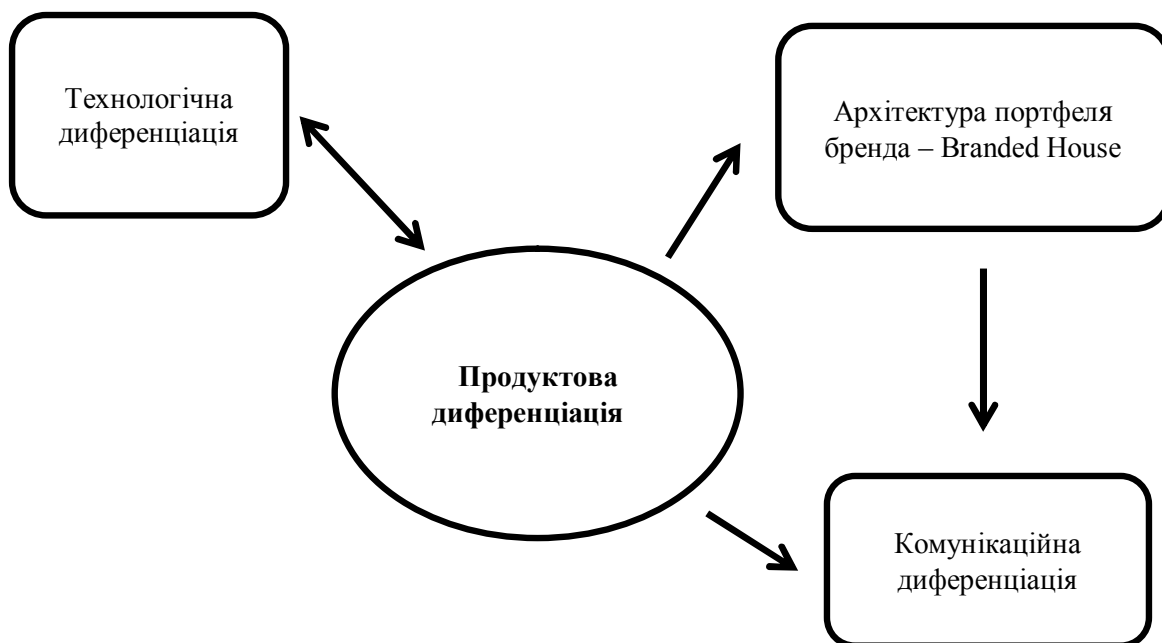 Технологічна
диференціація
Архітектура портфеля
бренда – Branded House
Продуктова
диференціація
Комунікаційна
диференціація